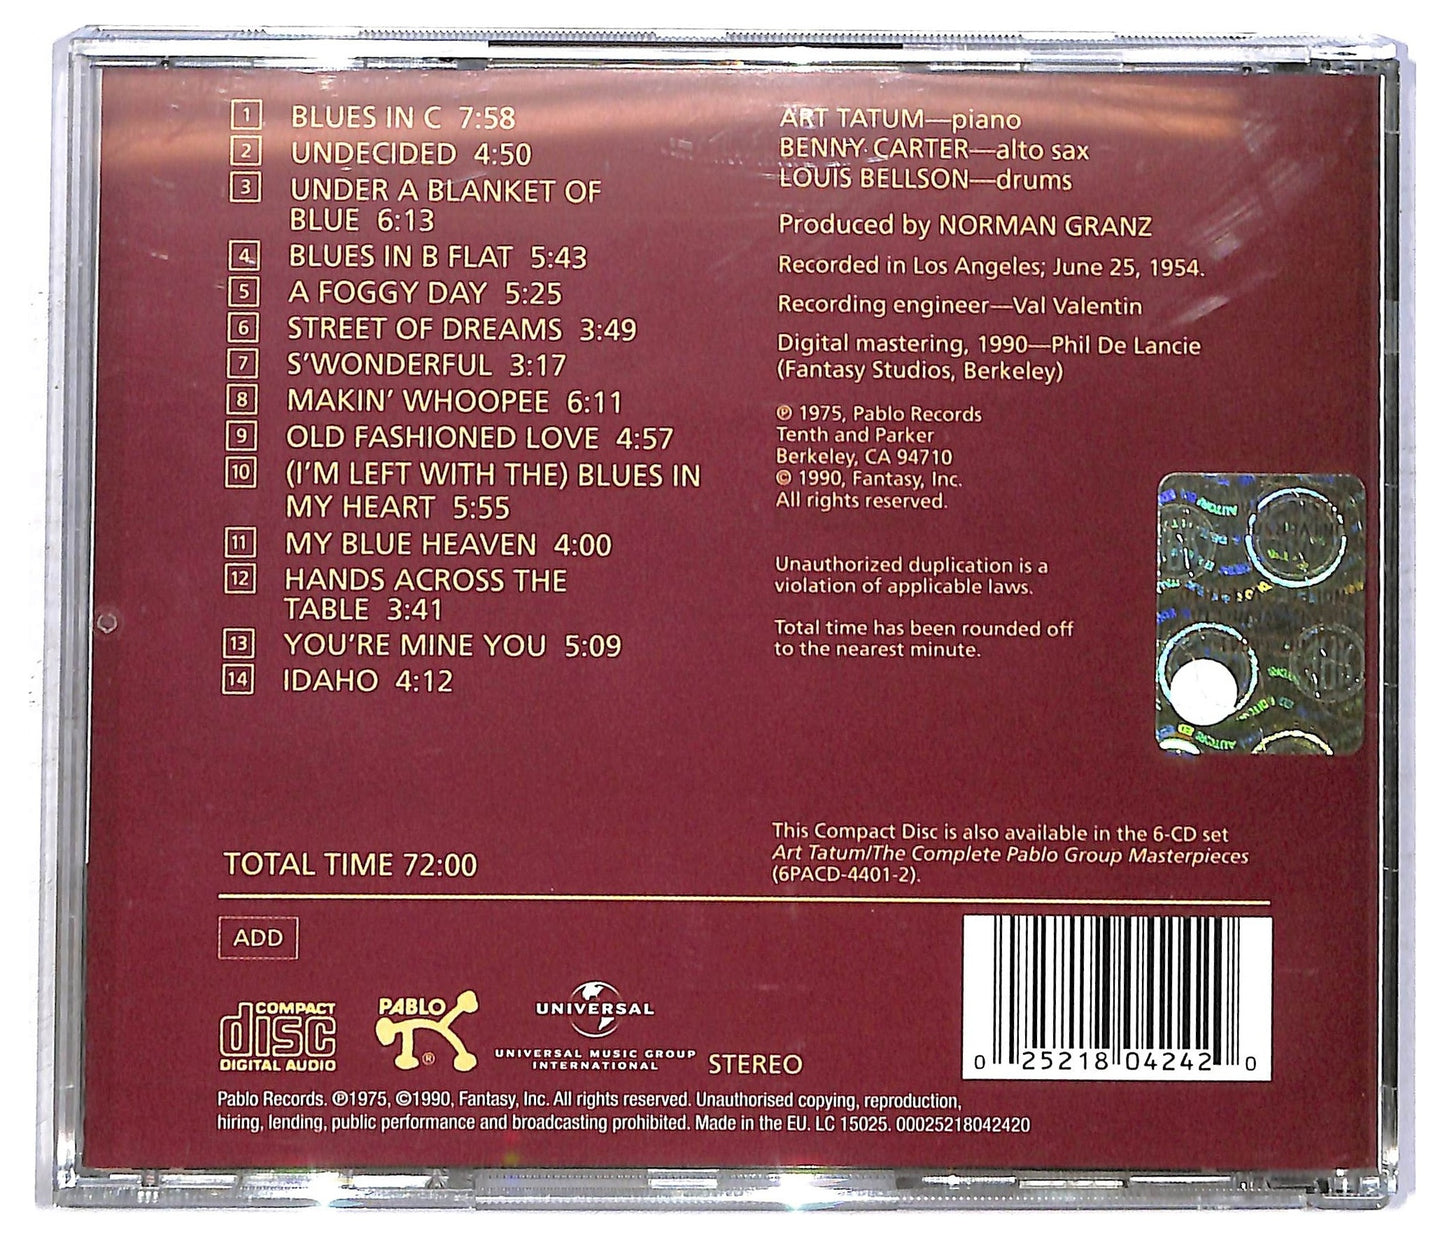 1 BLUES IN C 7:58
2 UNDECIDED 4:50
3 UNDER A BLANKET OF
BLUE 6:13
4 BLUES IN B FLAT 5:43
5 A FOGGY DAY 5:25
6 STREET OF DREAMS 3:49
7 S'WONDERFUL 3:17
8 MAKIN' WHOOPEE 6:11
9 OLD FASHIONED LOVE 4:57
10 (I'M LEFT WITH THE) BLUES IN
MY HEART 5:55
11 MY BLUE HEAVEN 4:00
12 HANDS ACROSS THE
TABLE 3:41
13 YOU'RE MINE YOU 5:09
14 IDAHO 4:12
TOTAL TIME 72:00
ART TATUM—piano
BENNY CARTER—alto sax
LOUIS BELLSON—drums
Produced by NORMAN GRANZ
Recorded in Los Angeles; June 25, 1954.
Recording engineer—Val Valentin
Digital mastering, 1990—Phil De Lancie
(Fantasy Studios, Berkeley)
℗ 1975, Pablo Records
Tenth and Parker
Berkeley, CA 94710
© 1990, Fantasy, Inc.
All rights reserved.
Unauthorized duplication is a
violation of applicable laws.
Total time has been rounded off
to the nearest minute.
This Compact Disc is also available in the 6-CD set
Art Tatum/The Complete Pablo Group Masterpieces
(6PACD-4401-2).
ADD
COMPACT
disc
DIGITAL AUDIO
PABLO
®
UNIVERSAL
UNIVERSAL MUSIC GROUP
INTERNATIONAL
STEREO
0 25218 04242 0
Pablo Records. ℗1975, ©1990, Fantasy, Inc. All rights reserved. Unauthorised copying, reproduction,
hiring, lending, public performance and broadcasting prohibited. Made in the EU. LC 15025. 00025218042420